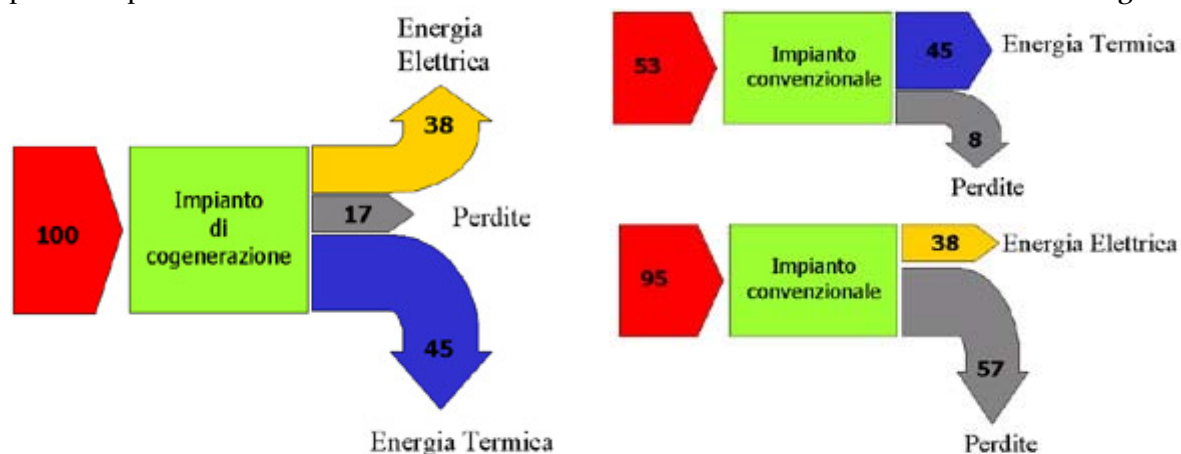 Energia
Elettrica
38
100
Impianto
di
cogenerazione
17
Perdite
45
Energia Termica
53
Impianto
convenzionale
45
Energia Termica
8
Perdite
95
Impianto
convenzionale
38
Energia Elettrica
57
Perdite